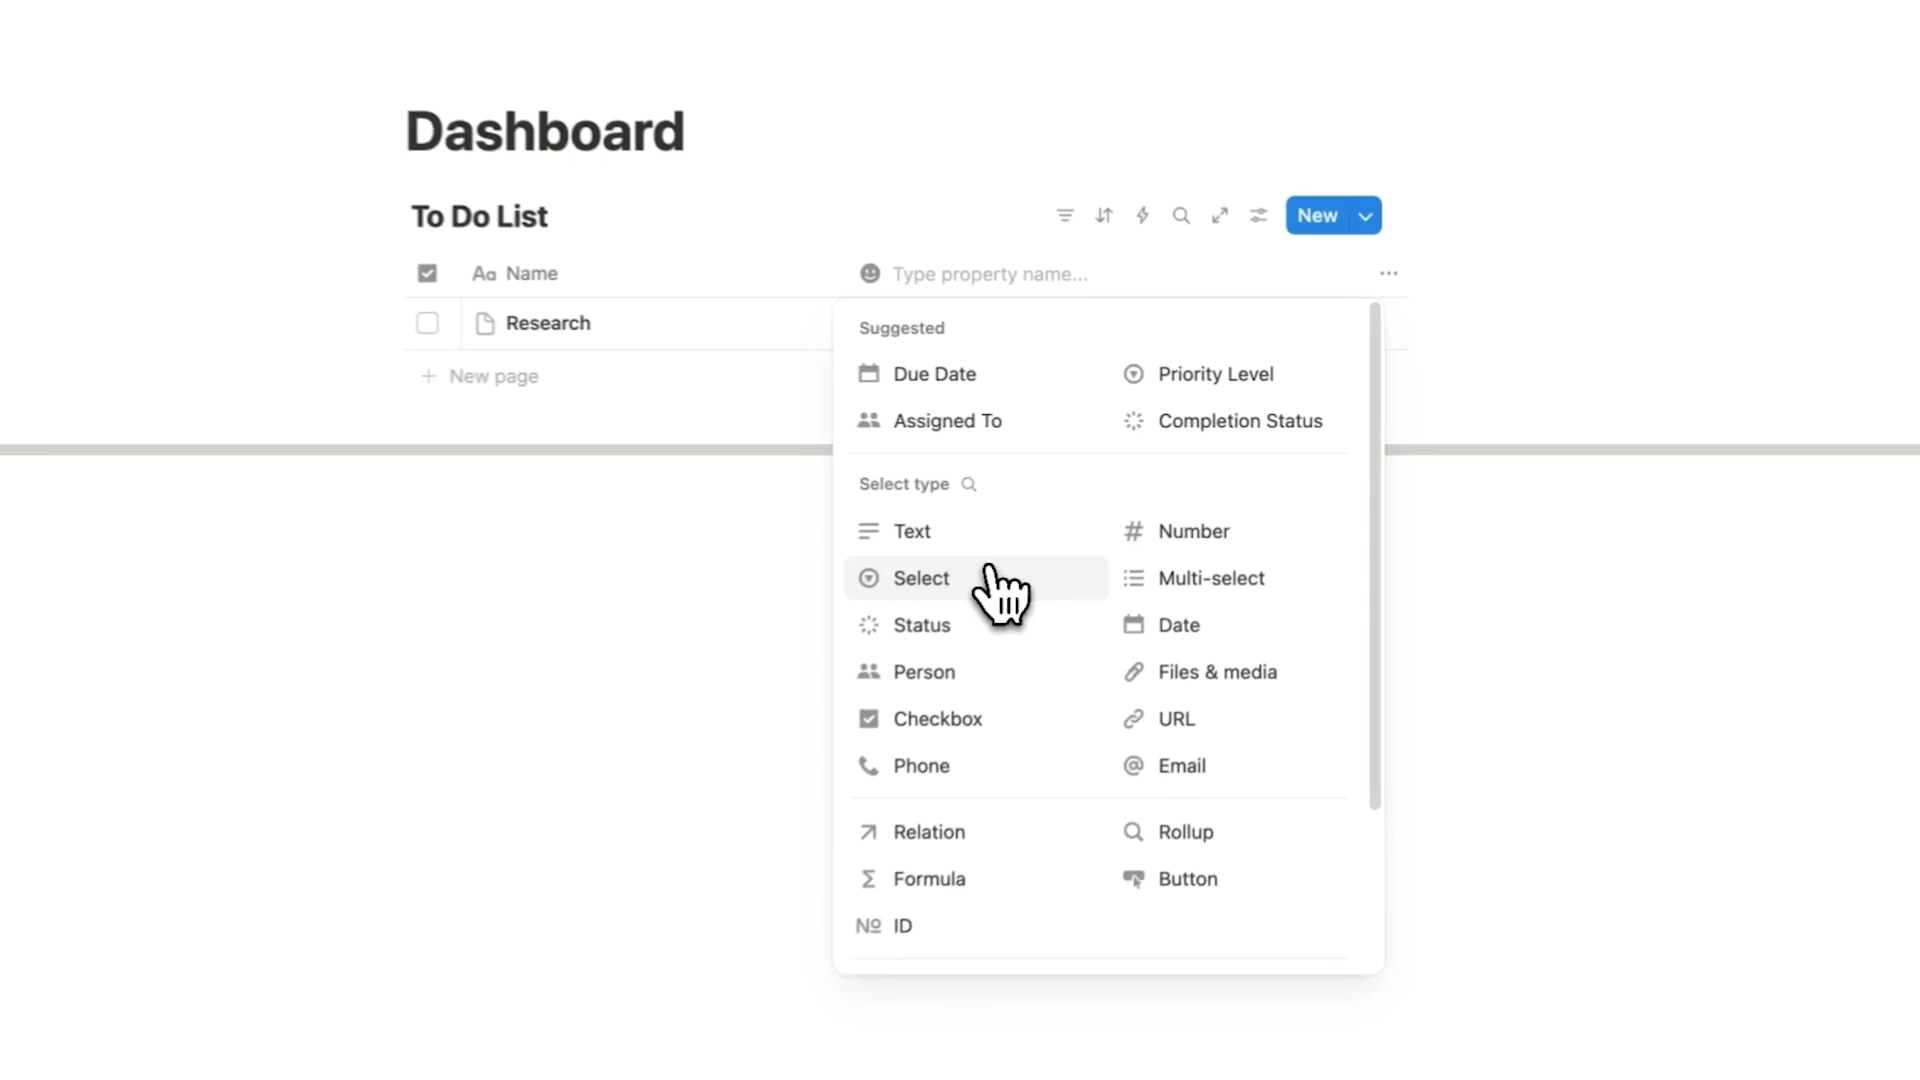 Dashboard
To Do List
New
Aa Name
Type property name...
Research
+ New page
Suggested
Due Date
Priority Level
Assigned To
Completion Status
Select type
Text
Number
Select
Multi-select
Status
Date
Person
Files & media
Checkbox
URL
Phone
Email
Relation
Rollup
Formula
Button
№ ID